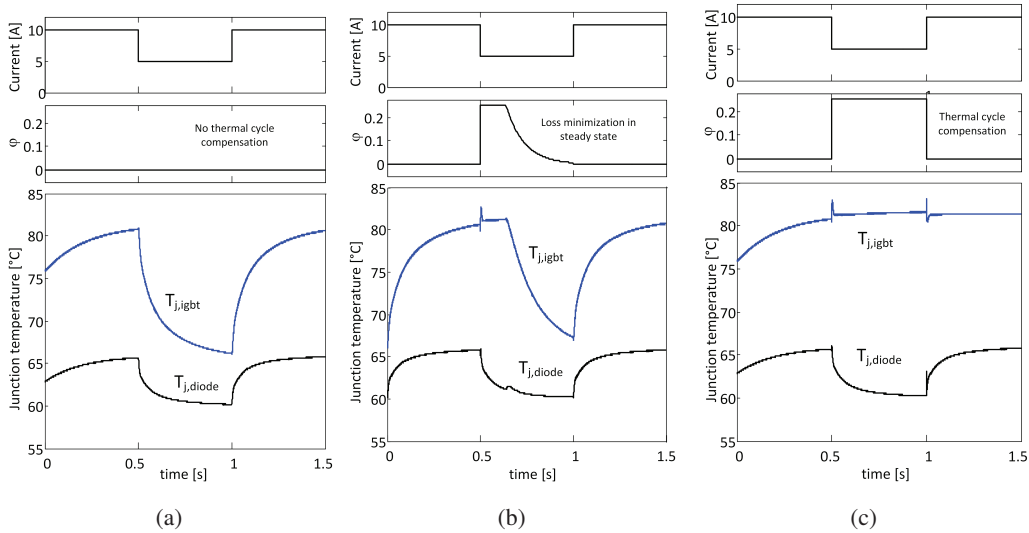 Current [A]
10
5
0
φ
0.2
0.1
0
No thermal cycle
compensation
Junction temperature [°C]
85
80
75
70
65
60
55
T_j,igbt
T_j,diode
0
0.5
1
1.5
time [s]
(a)
Current [A]
10
5
0
φ
0.2
0.1
0
Loss minimization in
steady state
Junction temperature [°C]
85
80
75
70
65
60
55
T_j,igbt
T_j,diode
0
0.5
1
1.5
time [s]
(b)
Current [A]
10
5
0
φ
0.2
0.1
0
Thermal cycle
compensation
Junction temperature [°C]
85
80
75
70
65
60
55
T_j,igbt
T_j,diode
0
0.5
1
1.5
time [s]
(c)